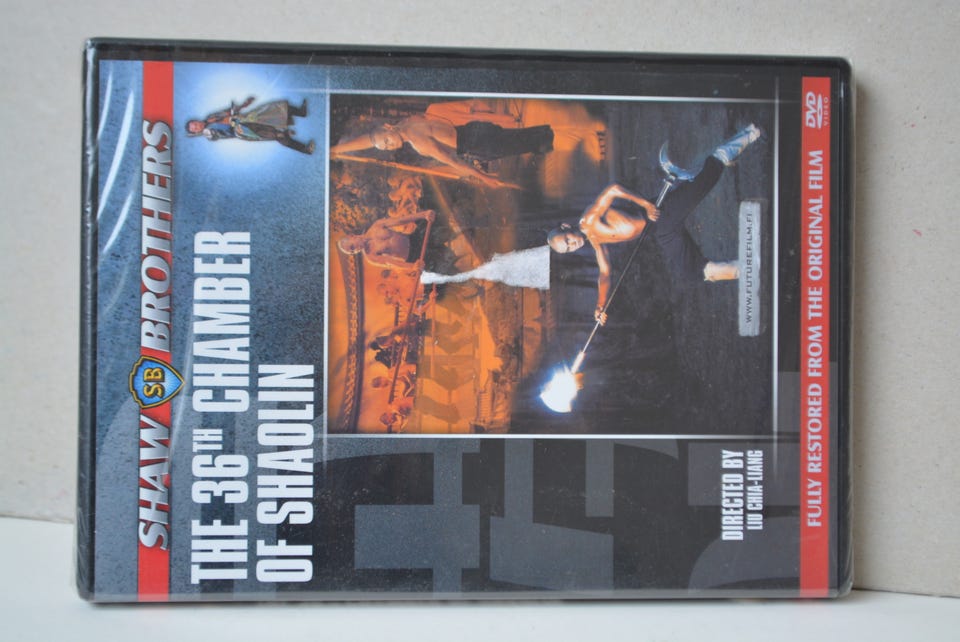 SHAW SB BROTHERS
THE 36TH CHAMBER
OF SHAOLIN
WWW.FUTUREFILM.FI
DIRECTED BY
LIU CHIA-LIANG
FULLY RESTORED FROM THE ORIGINAL FILM
DVD
VIDEO